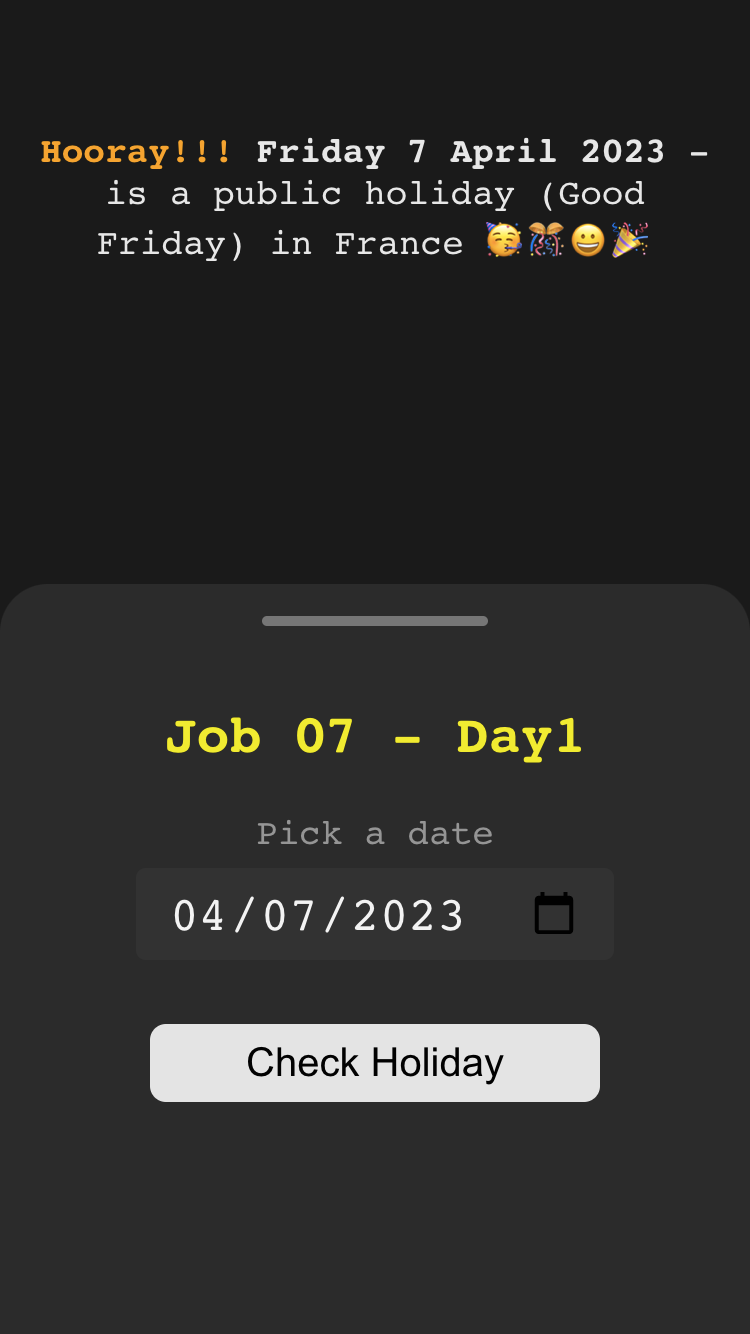 Hooray!!! Friday 7 April 2023 -
is a public holiday (Good
Friday) in France 🥳🎊😀🎉
Job 07 - Day1
Pick a date
04/07/2023
Check Holiday